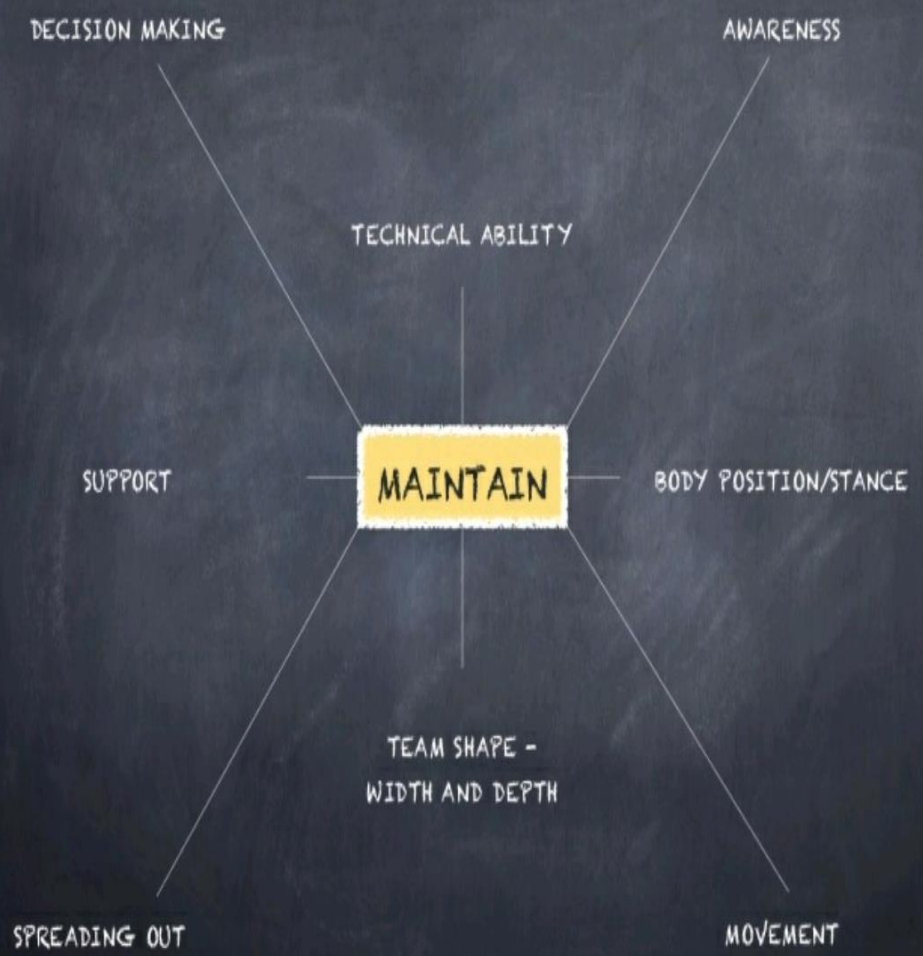 DECISION MAKING
AWARENESS
TECHNICAL ABILITY
SUPPORT
MAINTAIN
BODY POSITION/STANCE
TEAM SHAPE -
WIDTH AND DEPTH
SPREADING OUT
MOVEMENT